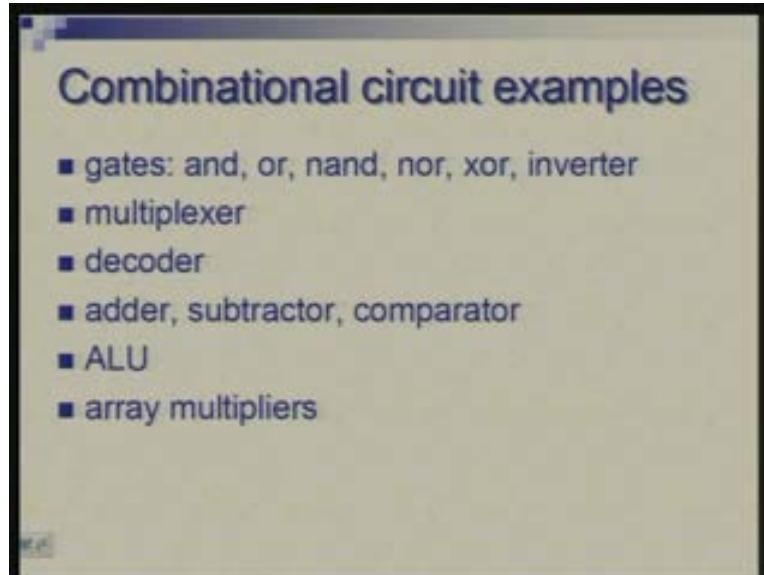 Combinational circuit examples
gates: and, or, nand, nor, xor, inverter
multiplexer
decoder
adder, subtractor, comparator
ALU
array multipliers